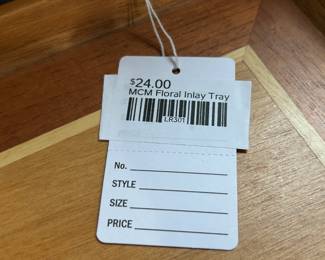 $24.00
MCM Floral Inlay Tray
LR301
No.
STYLE
SIZE
PRICE